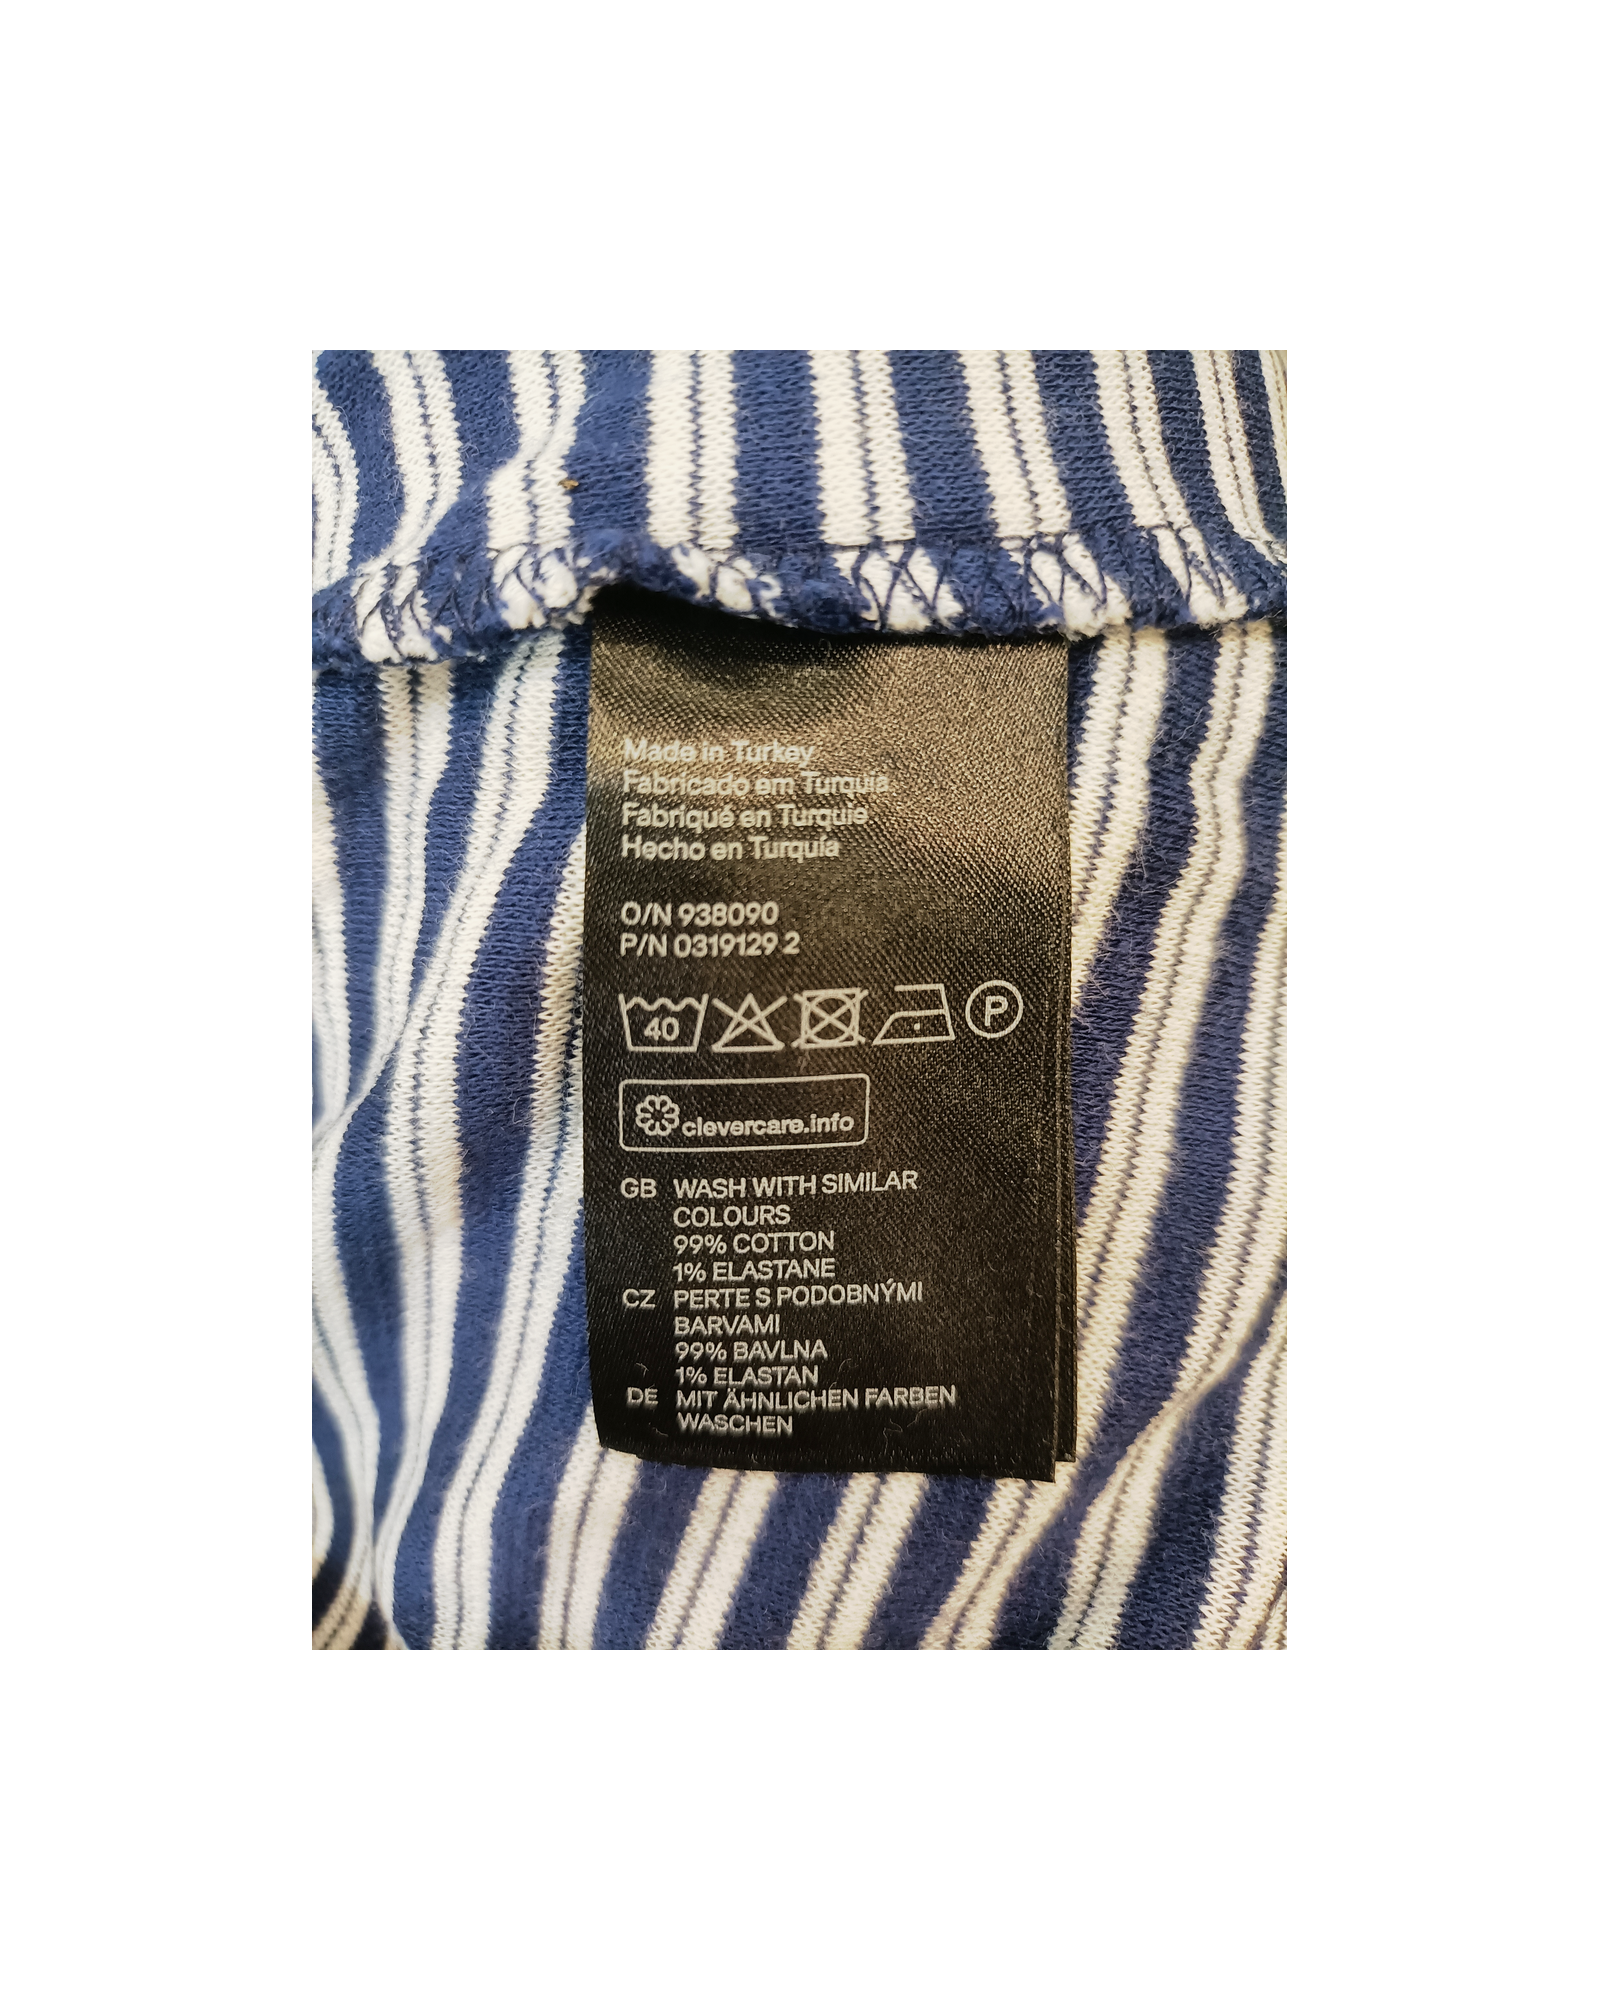 Made in Turkey
Fabricado em Turquia
Fabriqué en Turquie
Hecho en Turquía
O/N 938090
P/N 0319129 2
40 P
clevercare.info
GB WASH WITH SIMILAR
COLOURS
99% COTTON
1% ELASTANE
CZ PERTE S PODOBNÝMI
BARVAMI
99% BAVLNA
1% ELASTAN
DE MIT ÄHNLICHEN FARBEN
WASCHEN